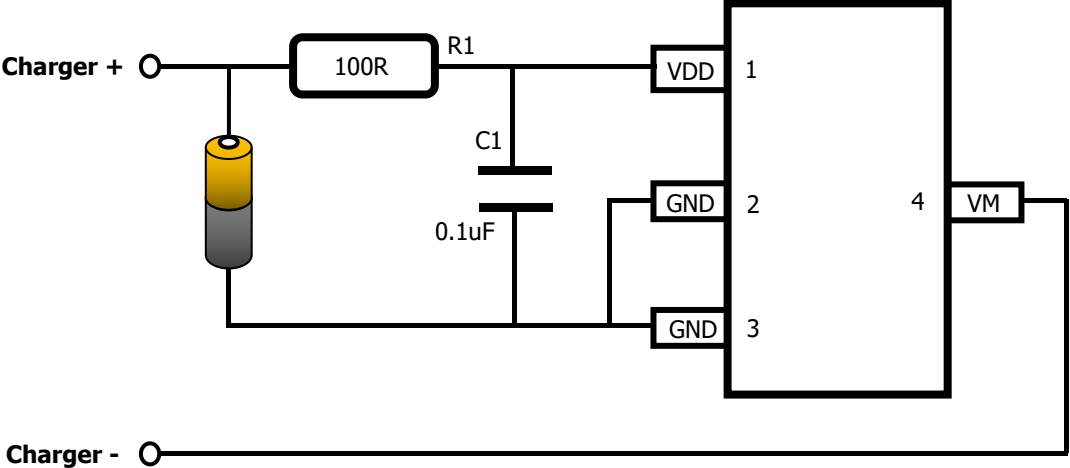 Charger +
100R
R1
VDD 1
C1
GND 2
4 VM
0.1uF
GND 3
Charger -